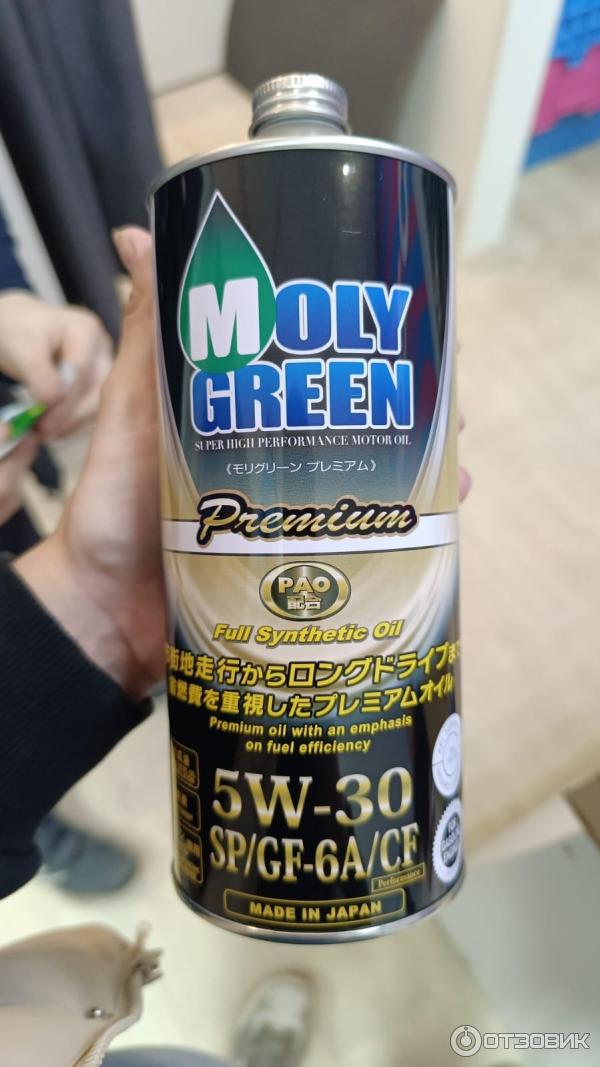 MOLY
GREEN
SUPER HIGH PERFORMANCE MOTOR OIL
《モリグリーン プレミアム》
Premium
PAO
配合
Full Synthetic Oil
街地走行からロングドライブま
省燃費を重視したプレミアムオイル
Premium oil with an emphasis
on fuel efficiency
5W-30
SP/GF-6A/CF
Performance
MADE IN JAPAN
ОТЗОВИК